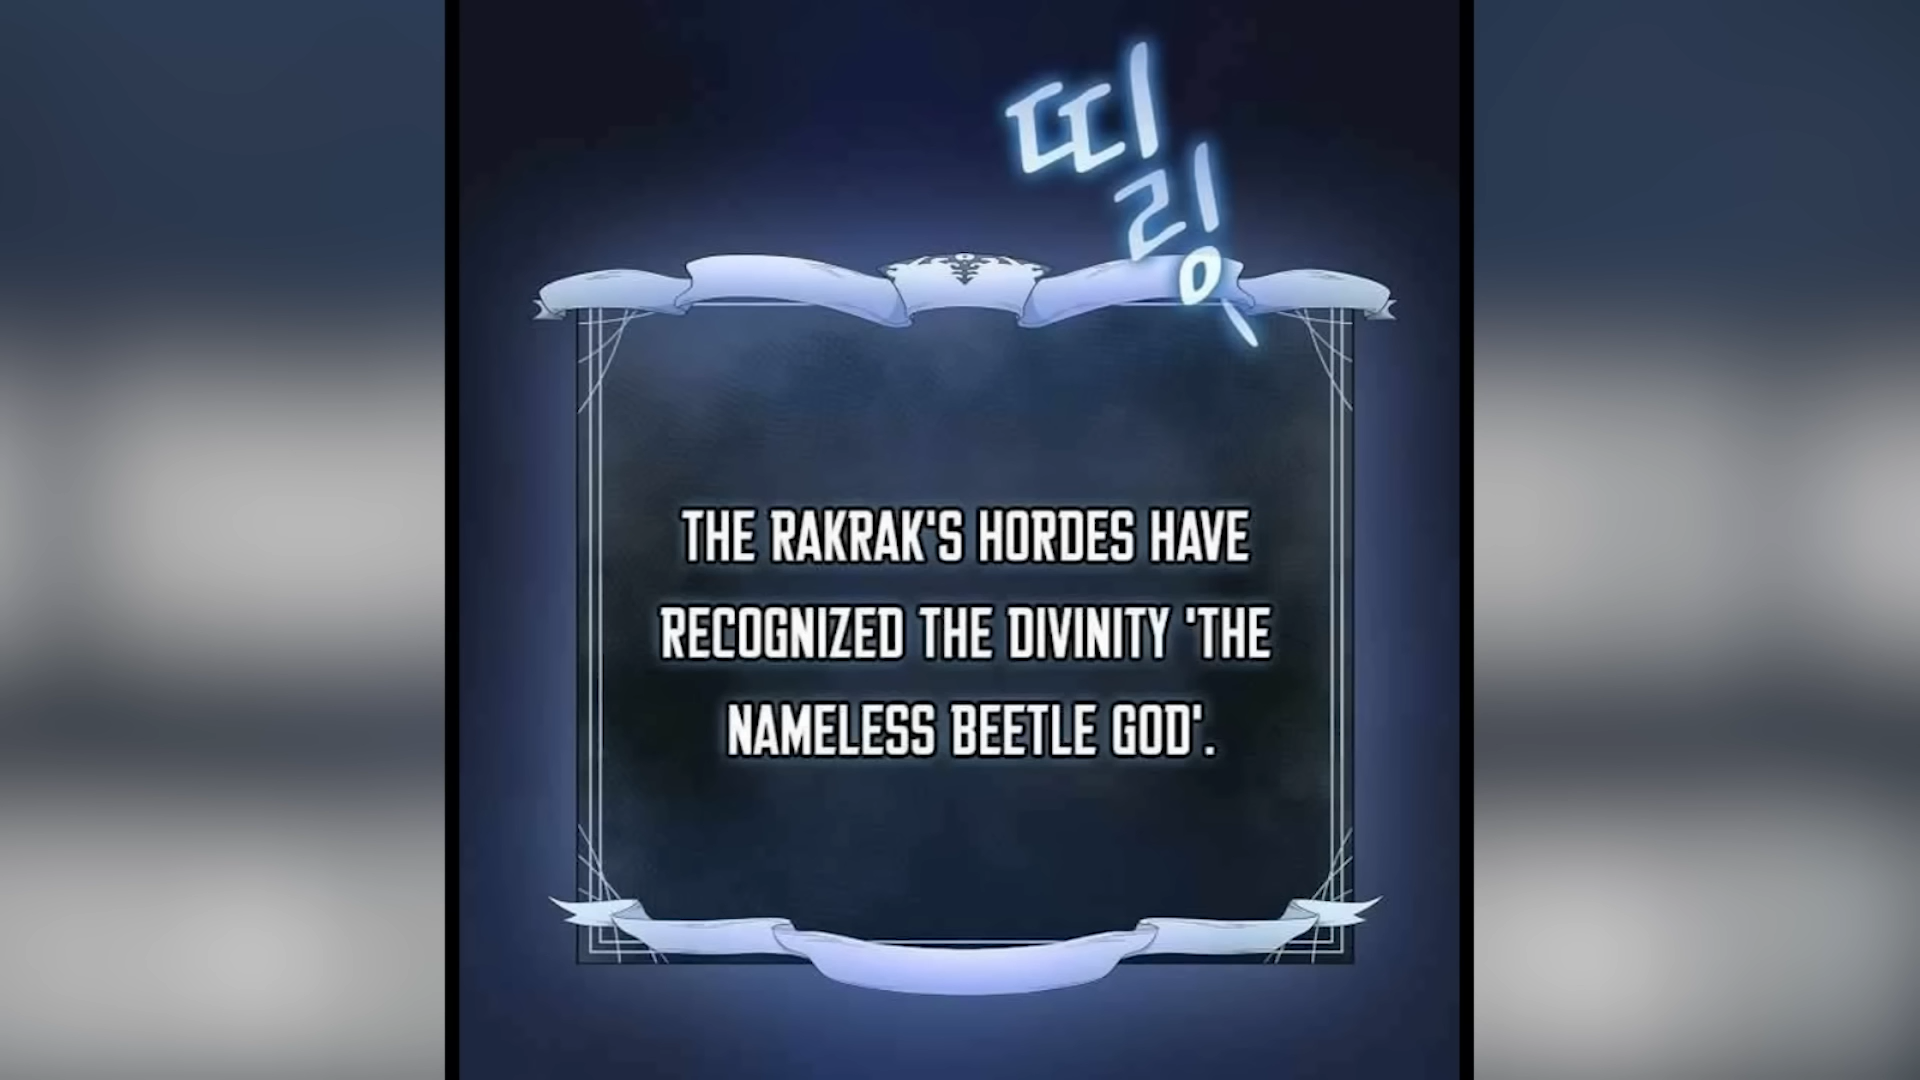 띠
링
THE RAKRAK'S HORDES HAVE
RECOGNIZED THE DIVINITY 'THE
NAMELESS BEETLE GOD'.